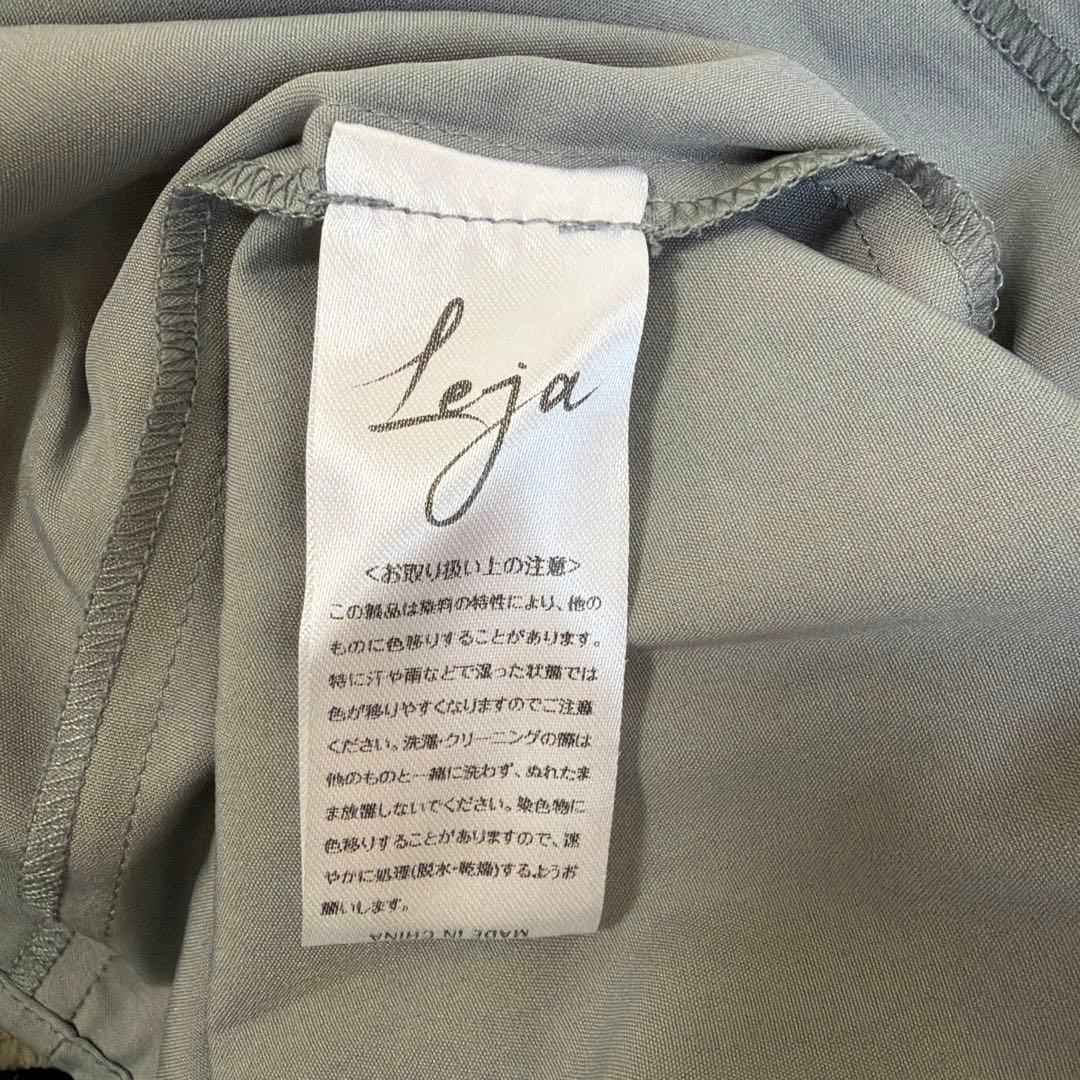 Leja
<お取り扱い上の注意>
この製品は染料の特性により、他の
ものに色移りすることがあります。
特に汗や雨などで湿った状態では
色が移りやすくなりますのでご注意
ください。洗濯・クリーニングの際は
他のものと一緒に洗わず、ぬれたま
ま放置しないでください。染色物に
色移りすることがありますので、速
やかに処理(脱水・乾燥)するようお
願いします。
MADE IN CHINA